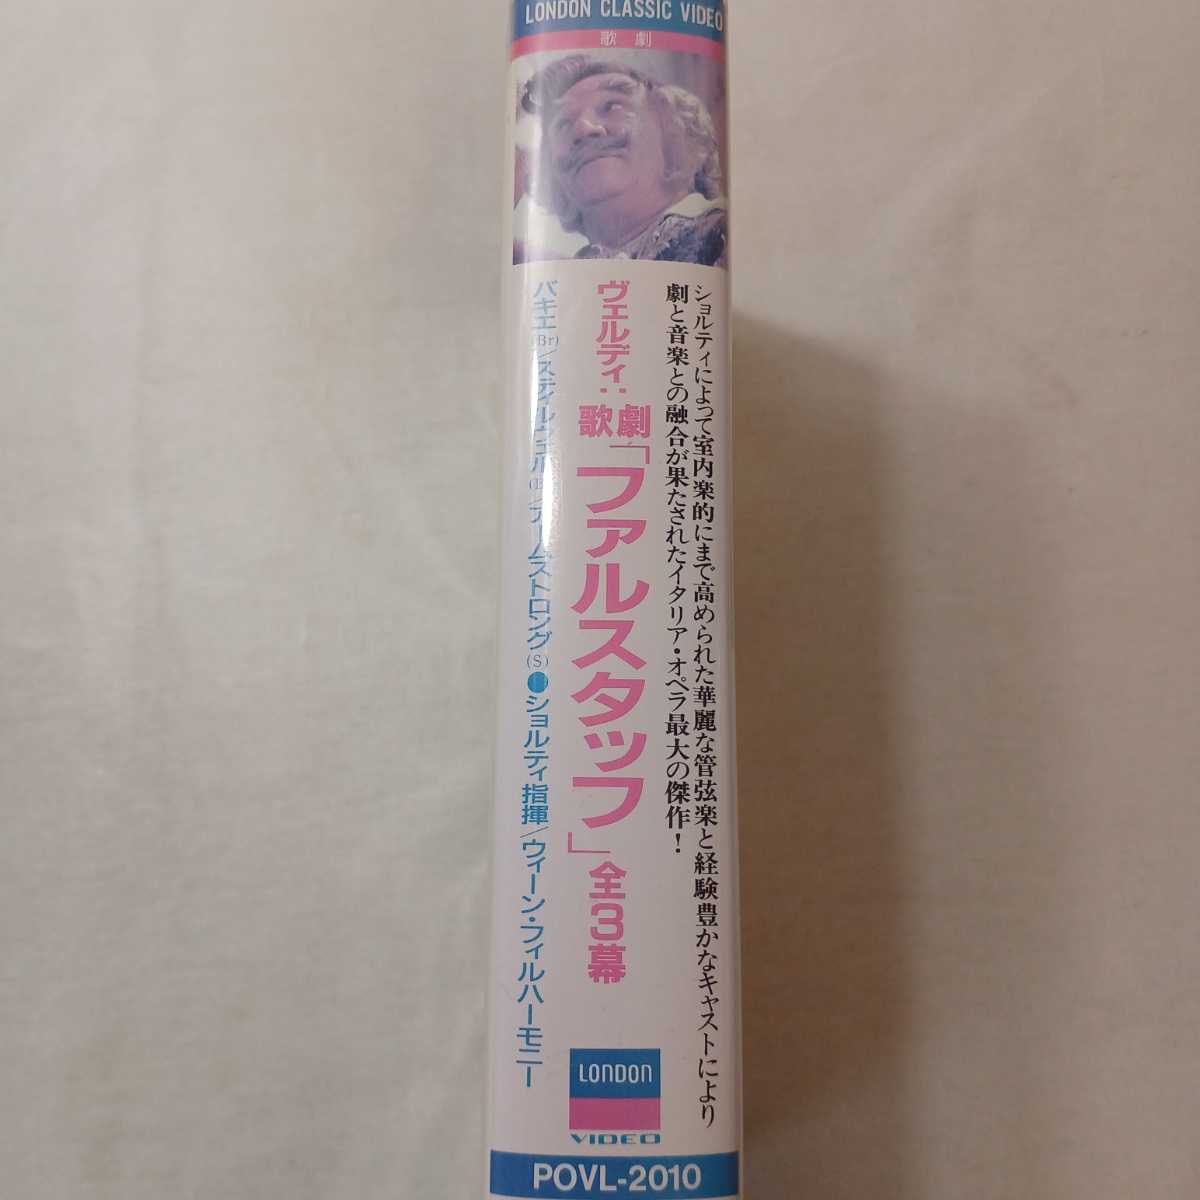 LONDON CLASSIC VIDEO
歌劇
ショルティによって室内楽的にまで高められた華麗な管弦楽と経験豊かなキャストにより
劇と音楽との融合が果たされたイタリア・オペラ最大の傑作！
ヴェルディ：歌劇「ファルスタッフ」全3幕
バキエ(Br)/スティルウェル/アームストロング(S)●ショルティ指揮/ウィーン・フィルハーモニー
LONDON
VIDEO
POVL-2010